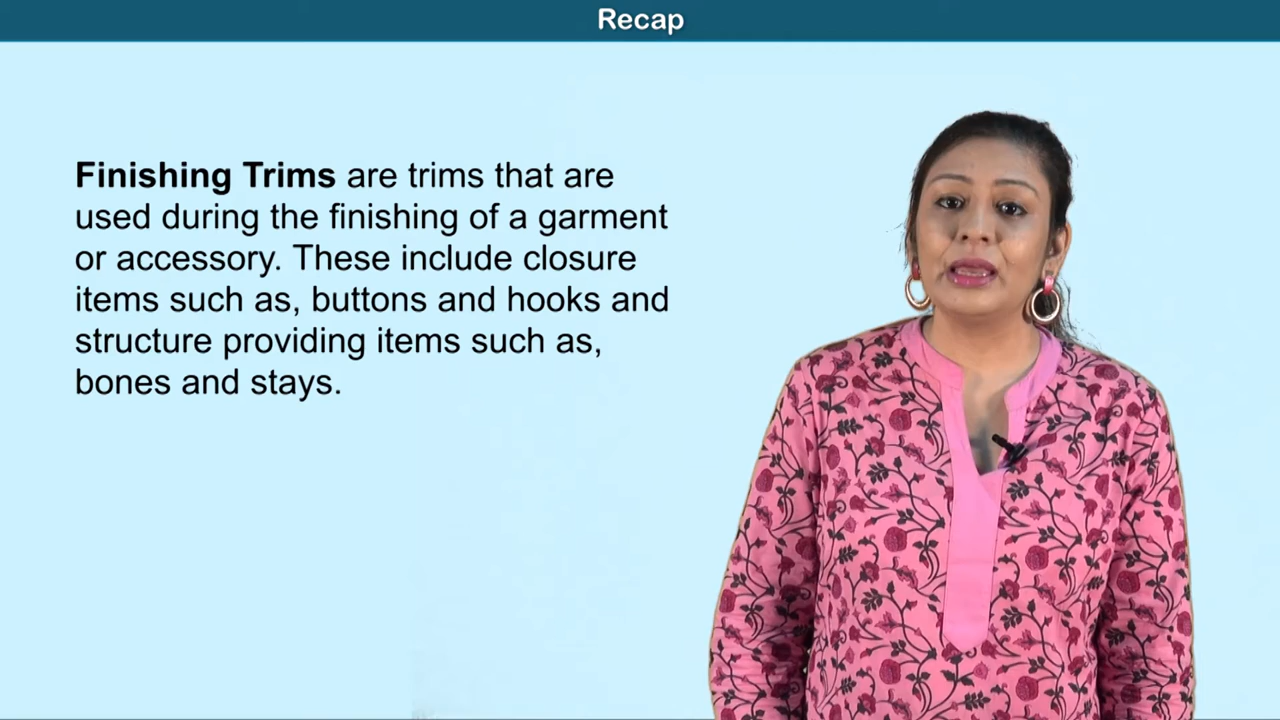 Recap
Finishing Trims are trims that are
used during the finishing of a garment
or accessory. These include closure
items such as, buttons and hooks and
structure providing items such as,
bones and stays.